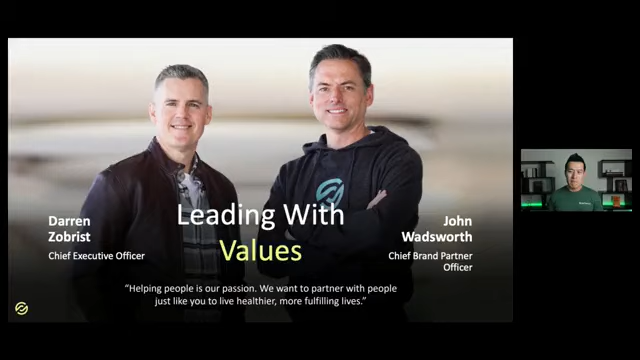 Leading With
Values
Darren
Zobrist
Chief Executive Officer
John
Wadsworth
Chief Brand Partner
Officer
“Helping people is our passion. We want to partner with people
just like you to live healthier, more fulfilling lives.”